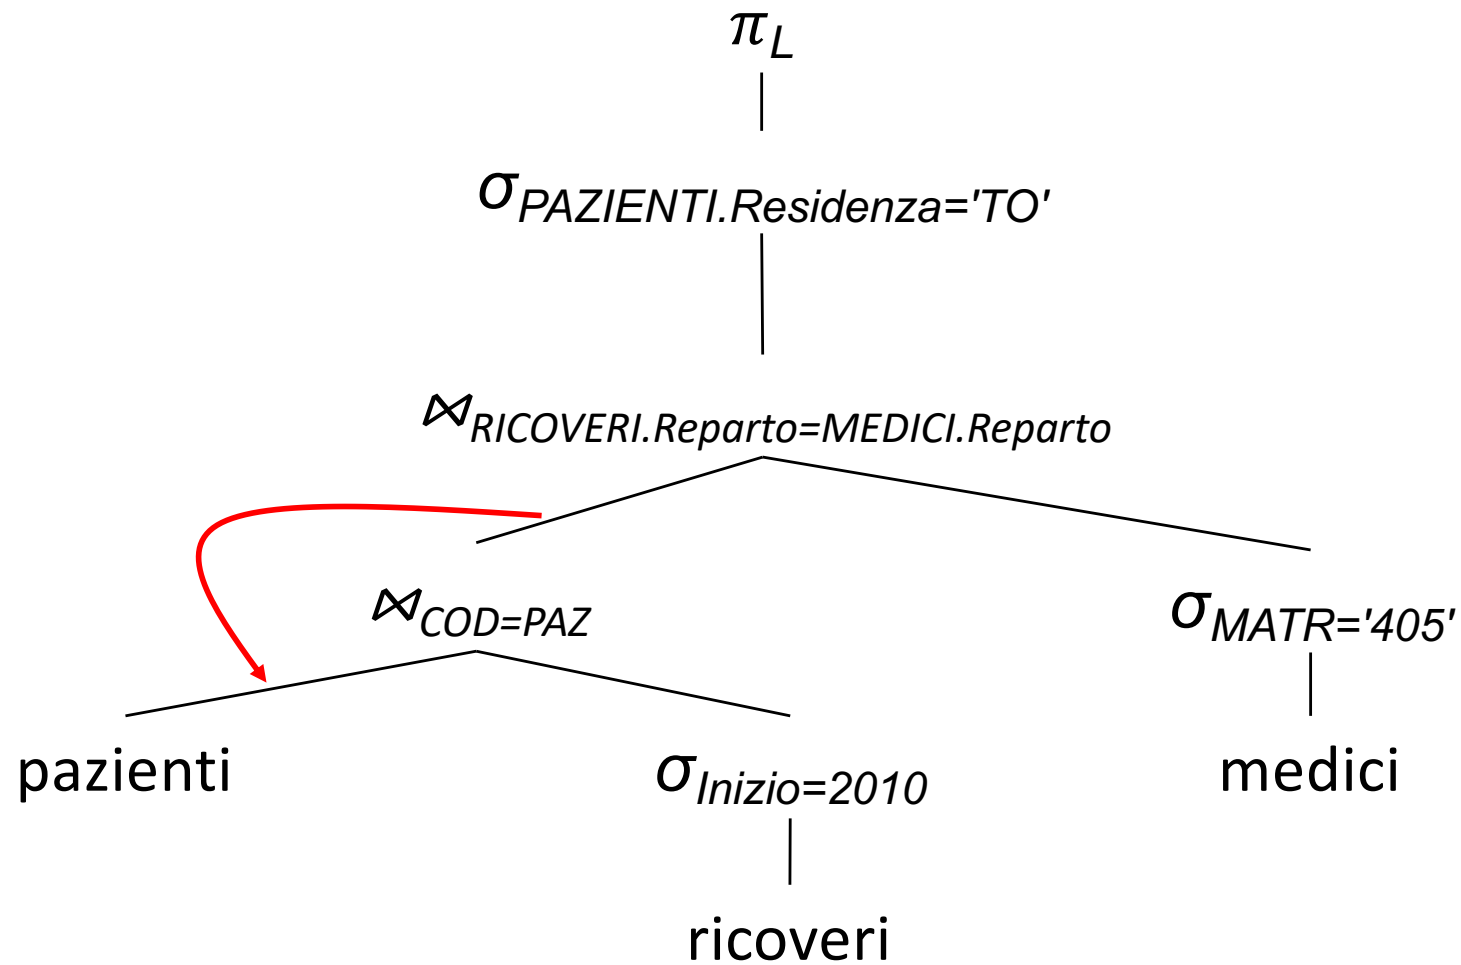 π_L
σ_PAZIENTI.Residenza='TO'
⋈_RICOVERI.Reparto=MEDICI.Reparto
⋈_COD=PAZ
σ_MATR='405'
pazienti
σ_Inizio=2010
medici
ricoveri